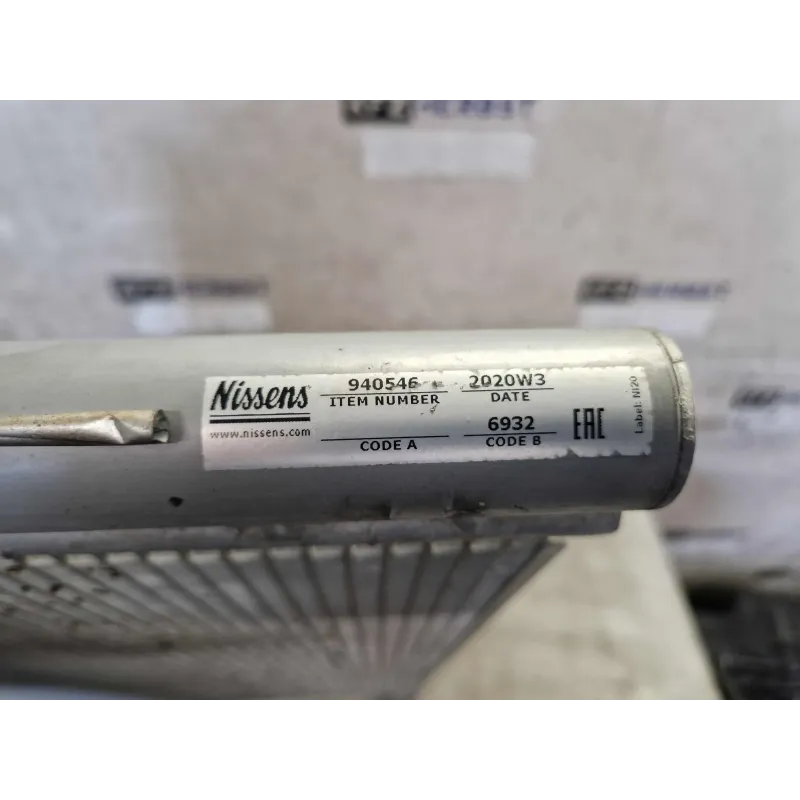 Nissens
www.nissens.com
940546
ITEM NUMBER
2020W3
DATE
CODE A
6932
CODE B
EAC
Label: NI20